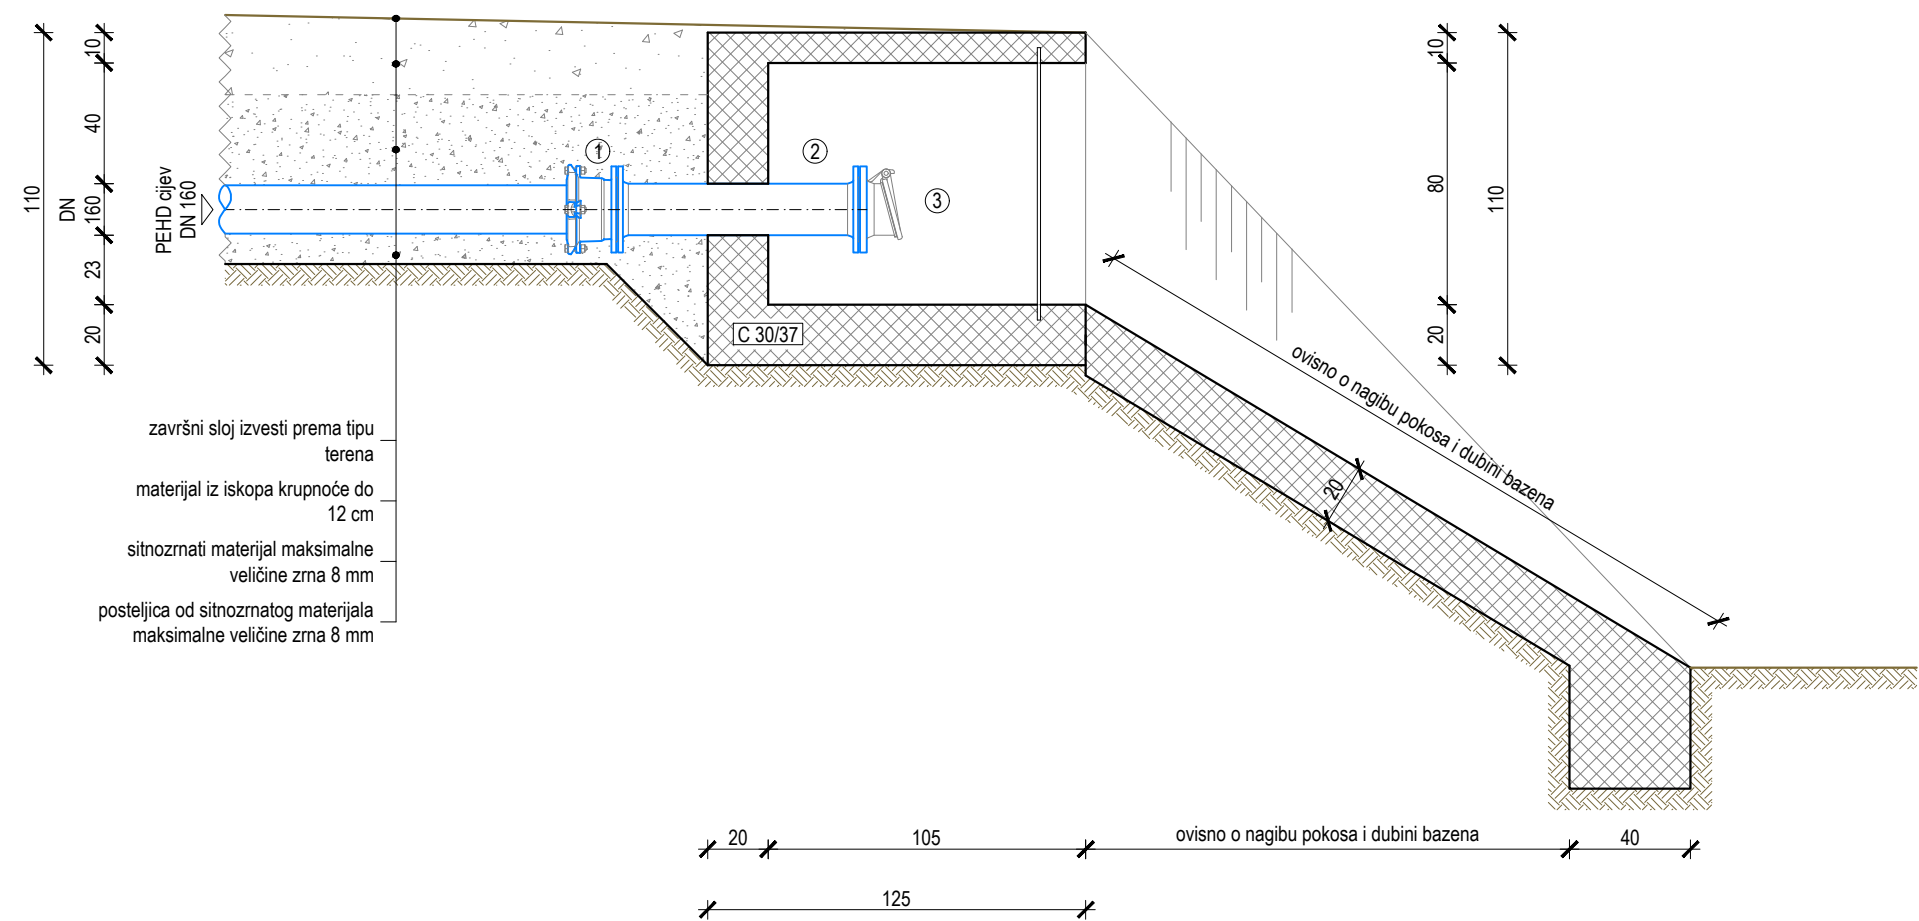 10
40
110
DN
160
23
20
PEHD cijev
DN 160
1
2
3
C 30/37
10
80
110
20
ovisno o nagibu pokosa i dubini bazena
20
završni sloj izvesti prema tipu
terena
materijal iz iskopa krupnoće do
12 cm
sitnozrnati materijal maksimalne
veličine zrna 8 mm
posteljica od sitnozrnatog materijala
maksimalne veličine zrna 8 mm
20
105
ovisno o nagibu pokosa i dubini bazena
40
125